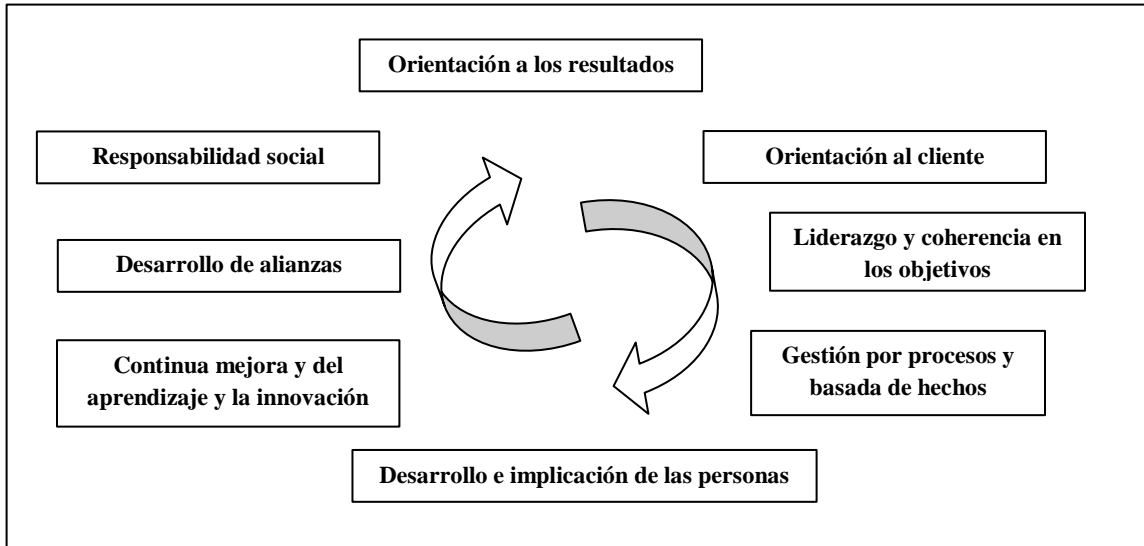 Orientación a los resultados
Responsabilidad social
Orientación al cliente
Liderazgo y coherencia en
los objetivos
Desarrollo de alianzas
Gestión por procesos y
basada de hechos
Continua mejora y del
aprendizaje y la innovación
Desarrollo e implicación de las personas